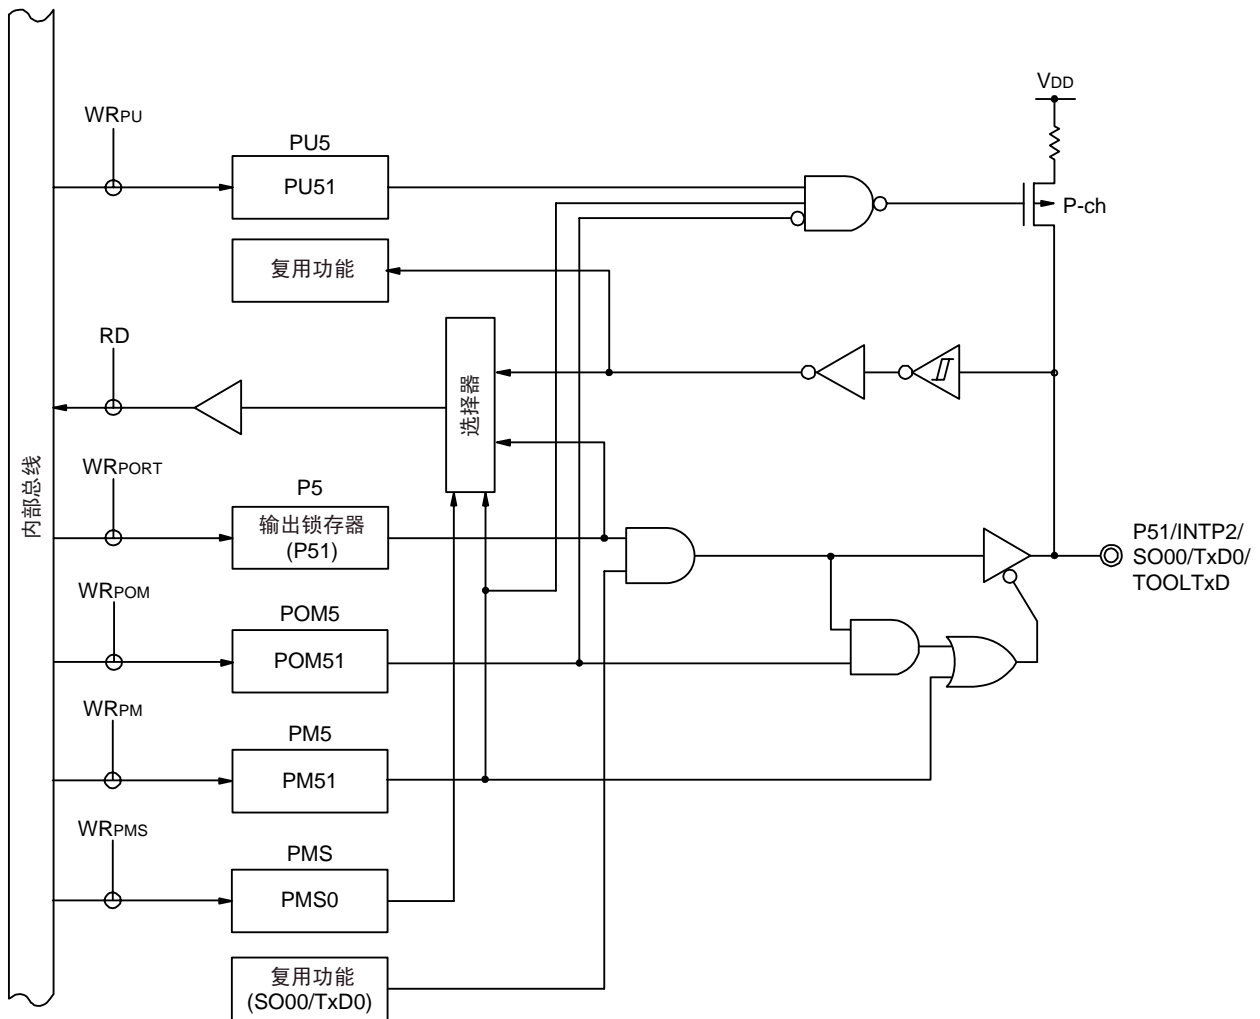 VDD
WRPU
PU5
PU51
P-ch
复用功能
RD
选择器
内部总线
WRPORT
P5
输出锁存器
(P51)
P51/INTP2/
SO00/TxD0/
TOOLTxD
WRPOM
POM5
POM51
WRPM
PM5
PM51
WRPMS
PMS
PMS0
复用功能
(SO00/TxD0)